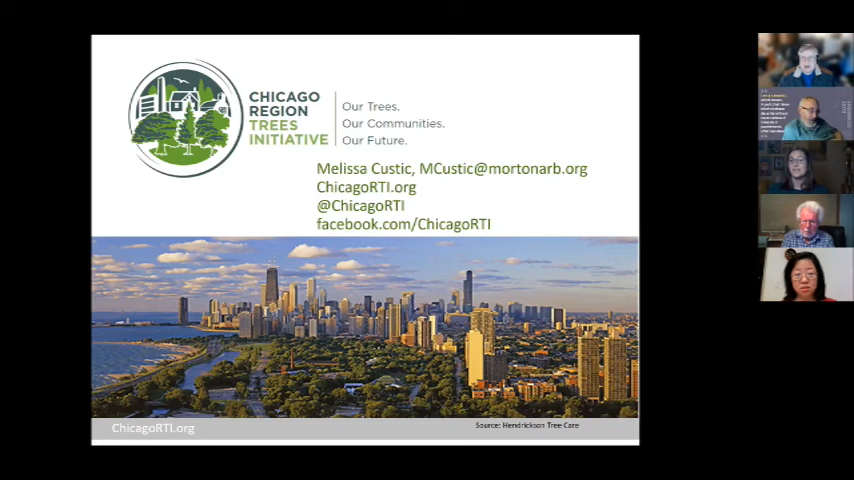 CHICAGO
REGION
TREES
INITIATIVE
Our Trees.
Our Communities.
Our Future.
Melissa Custic, MCustic@mortonarb.org
ChicagoRTI.org
@ChicagoRTI
facebook.com/ChicagoRTI
ChicagoRTI.org
Source: Hendrickson Tree Care